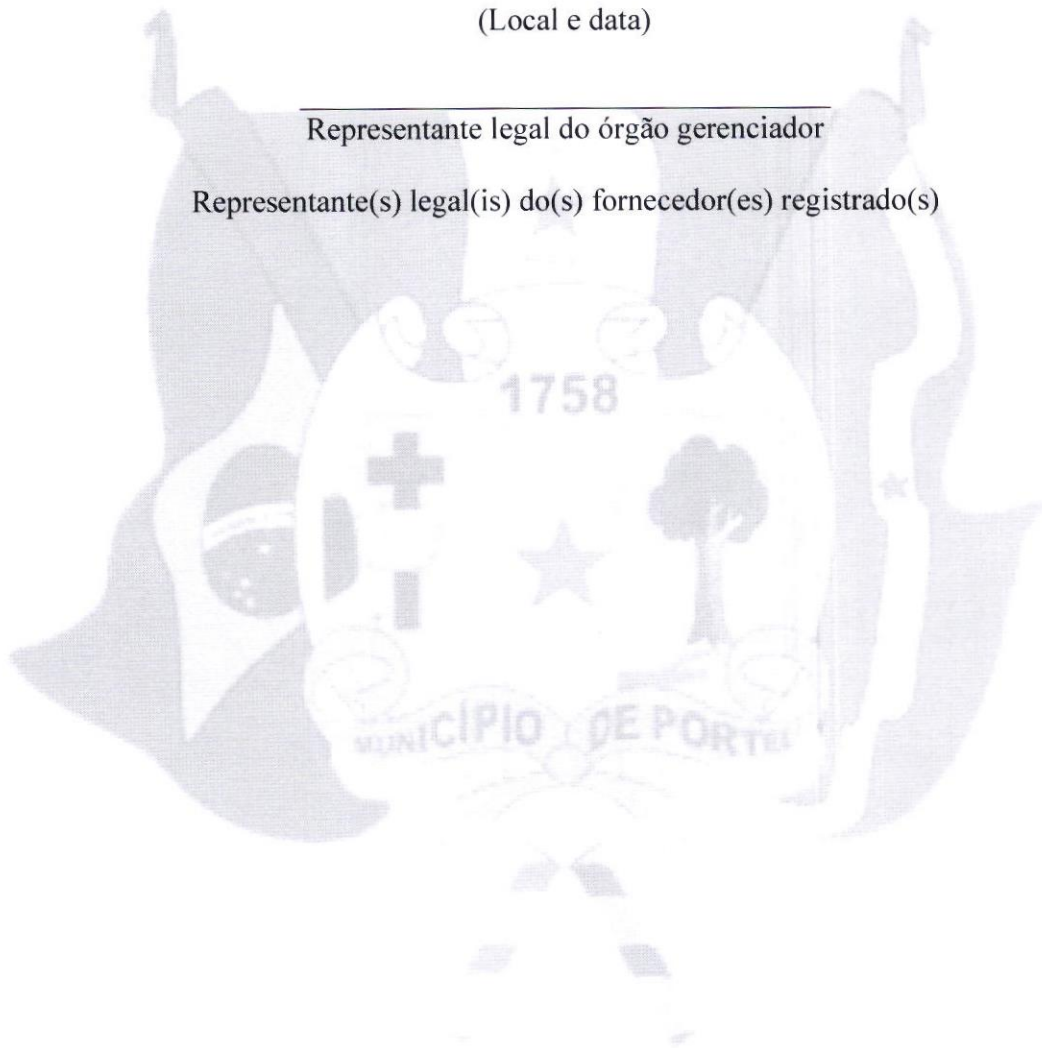 (Local e data)
Representante legal do órgão gerenciador
Representante(s) legal(is) do(s) fornecedor(es) registrado(s)
1758
MUNICÍPIO DE PORTEL